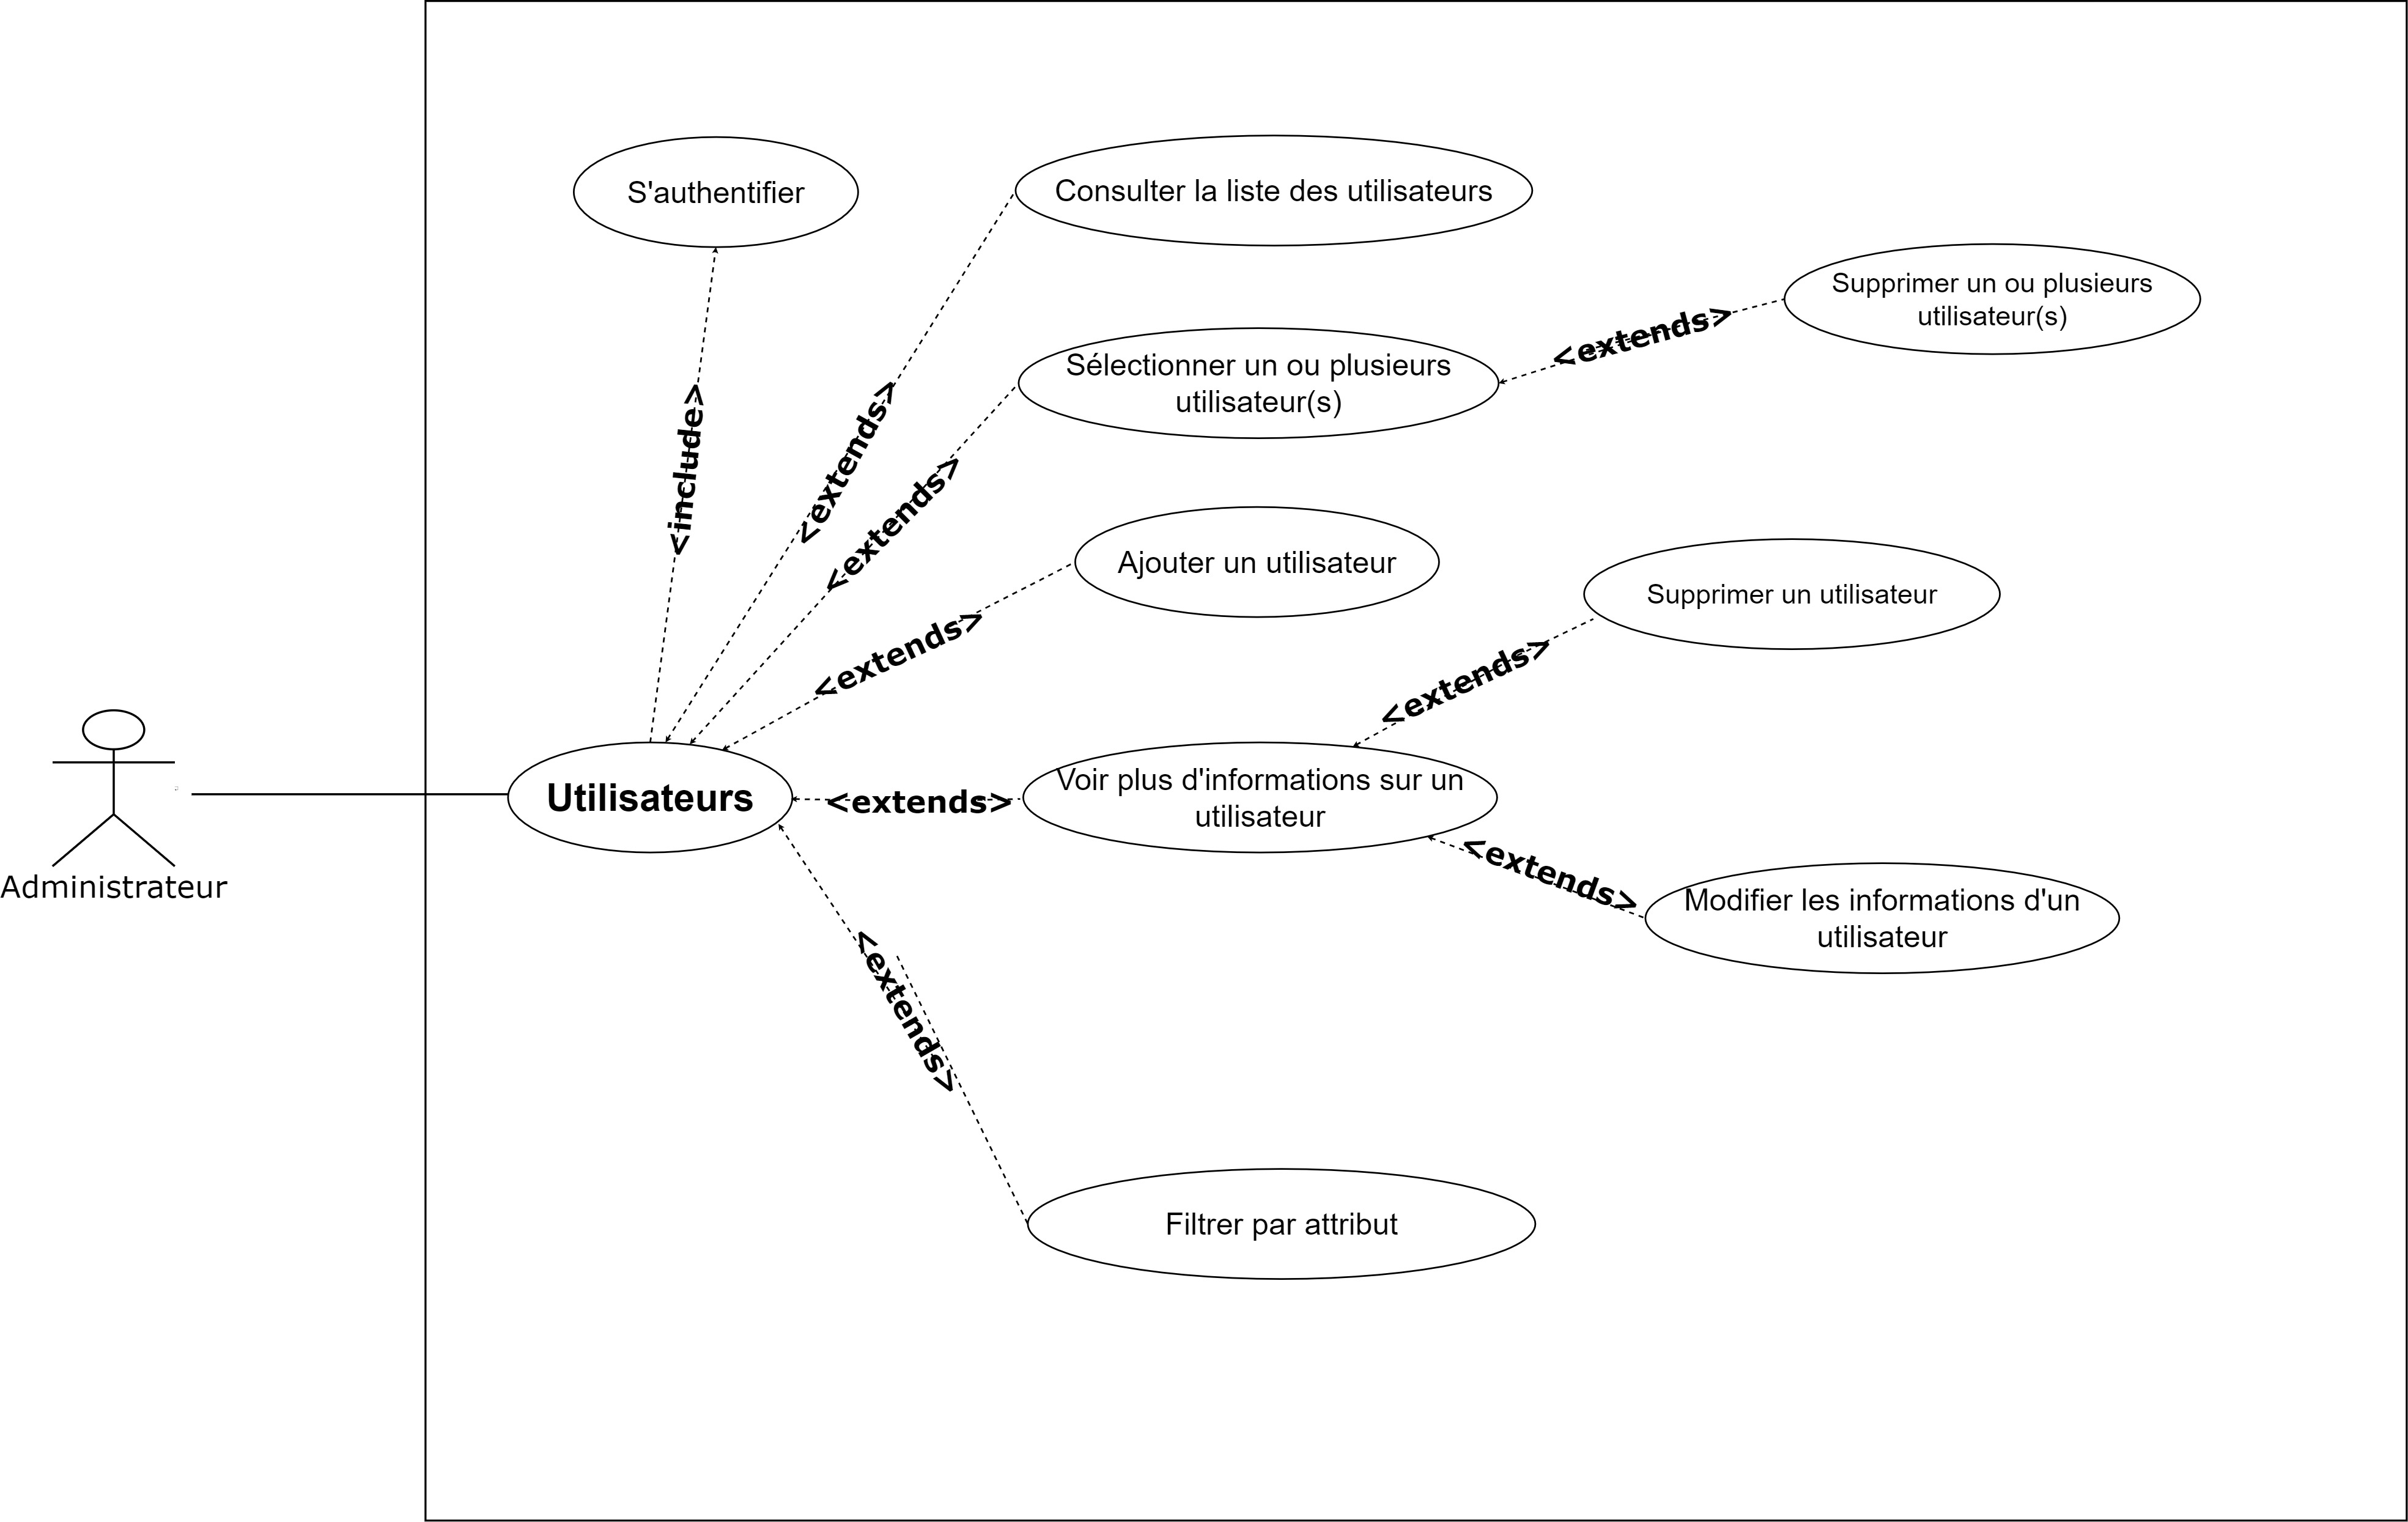 S'authentifier
Consulter la liste des utilisateurs
Supprimer un ou plusieurs
utilisateur(s)
<extends>
Sélectionner un ou plusieurs
utilisateur(s)
<include>
<extends>
<extends>
Ajouter un utilisateur
<extends>
Supprimer un utilisateur
<extends>
Administrateur
Utilisateurs
<extends>
Voir plus d'informations sur un
utilisateur
<extends>
Modifier les informations d'un
utilisateur
<extends>
Filtrer par attribut